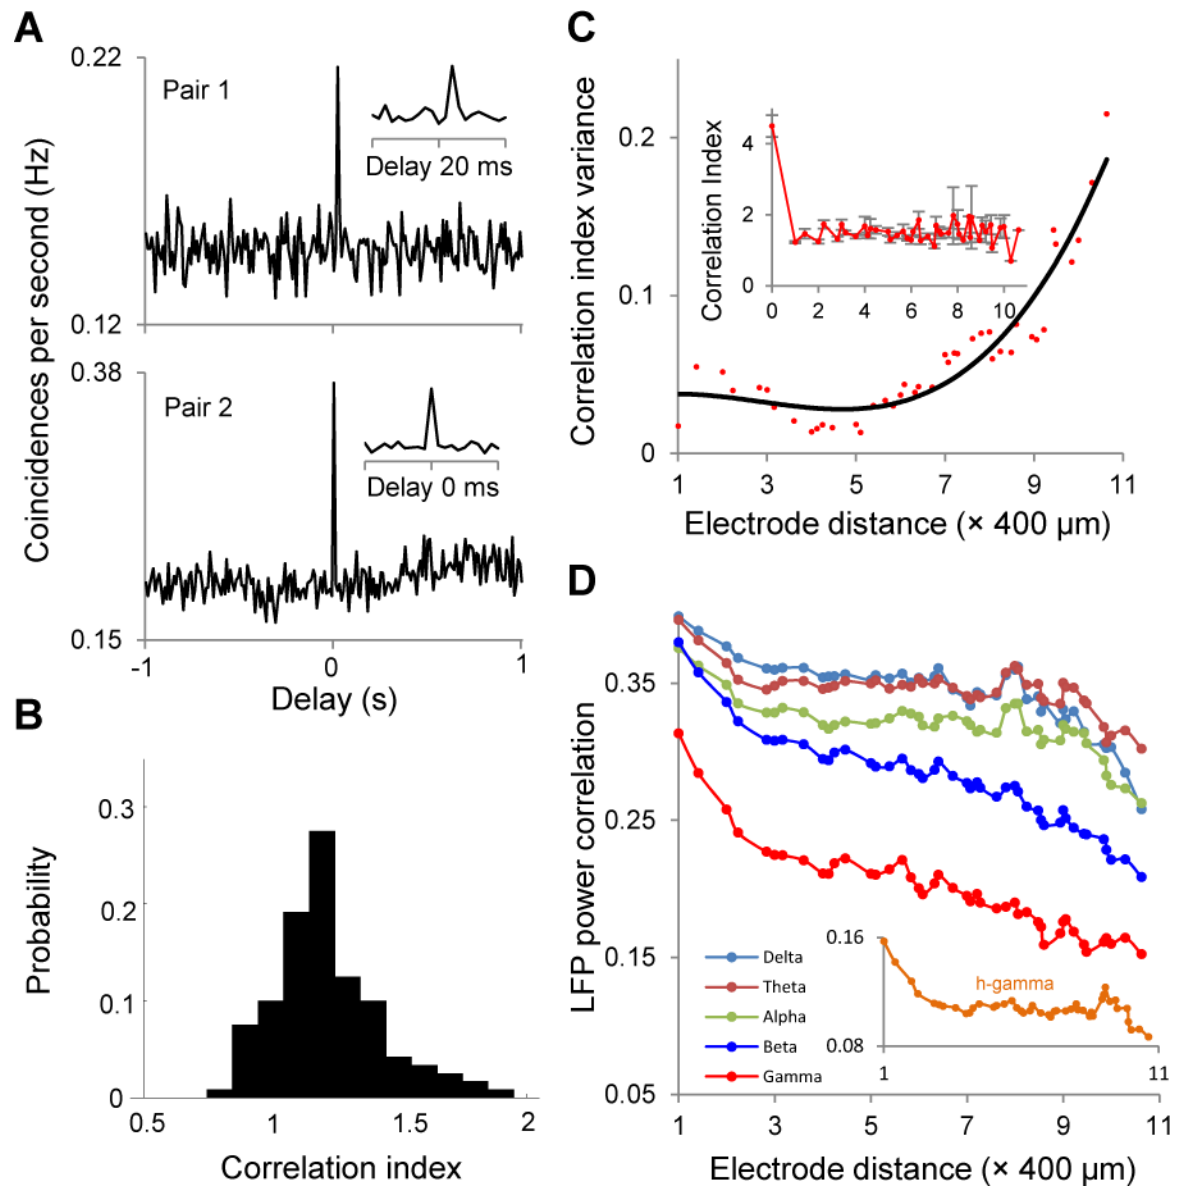 A
Coincidences per second (Hz)
0.22
Pair 1
Delay 20 ms
0.12
0.38
Pair 2
Delay 0 ms
0.15
-1
0
1
Delay (s)
B
Probability
0.3
0.2
0.1
0
0.5
1
1.5
2
Correlation index
C
Correlation index variance
0.2
0.1
0
Correlation Index
4
2
0
0 2 4 6 8 10
1 3 5 7 9 11
Electrode distance (× 400 µm)
D
LFP power correlation
0.35
0.25
0.15
0.05
Delta
Theta
Alpha
Beta
Gamma
0.16
h-gamma
0.08
1 11
1 3 5 7 9 11
Electrode distance (× 400 µm)